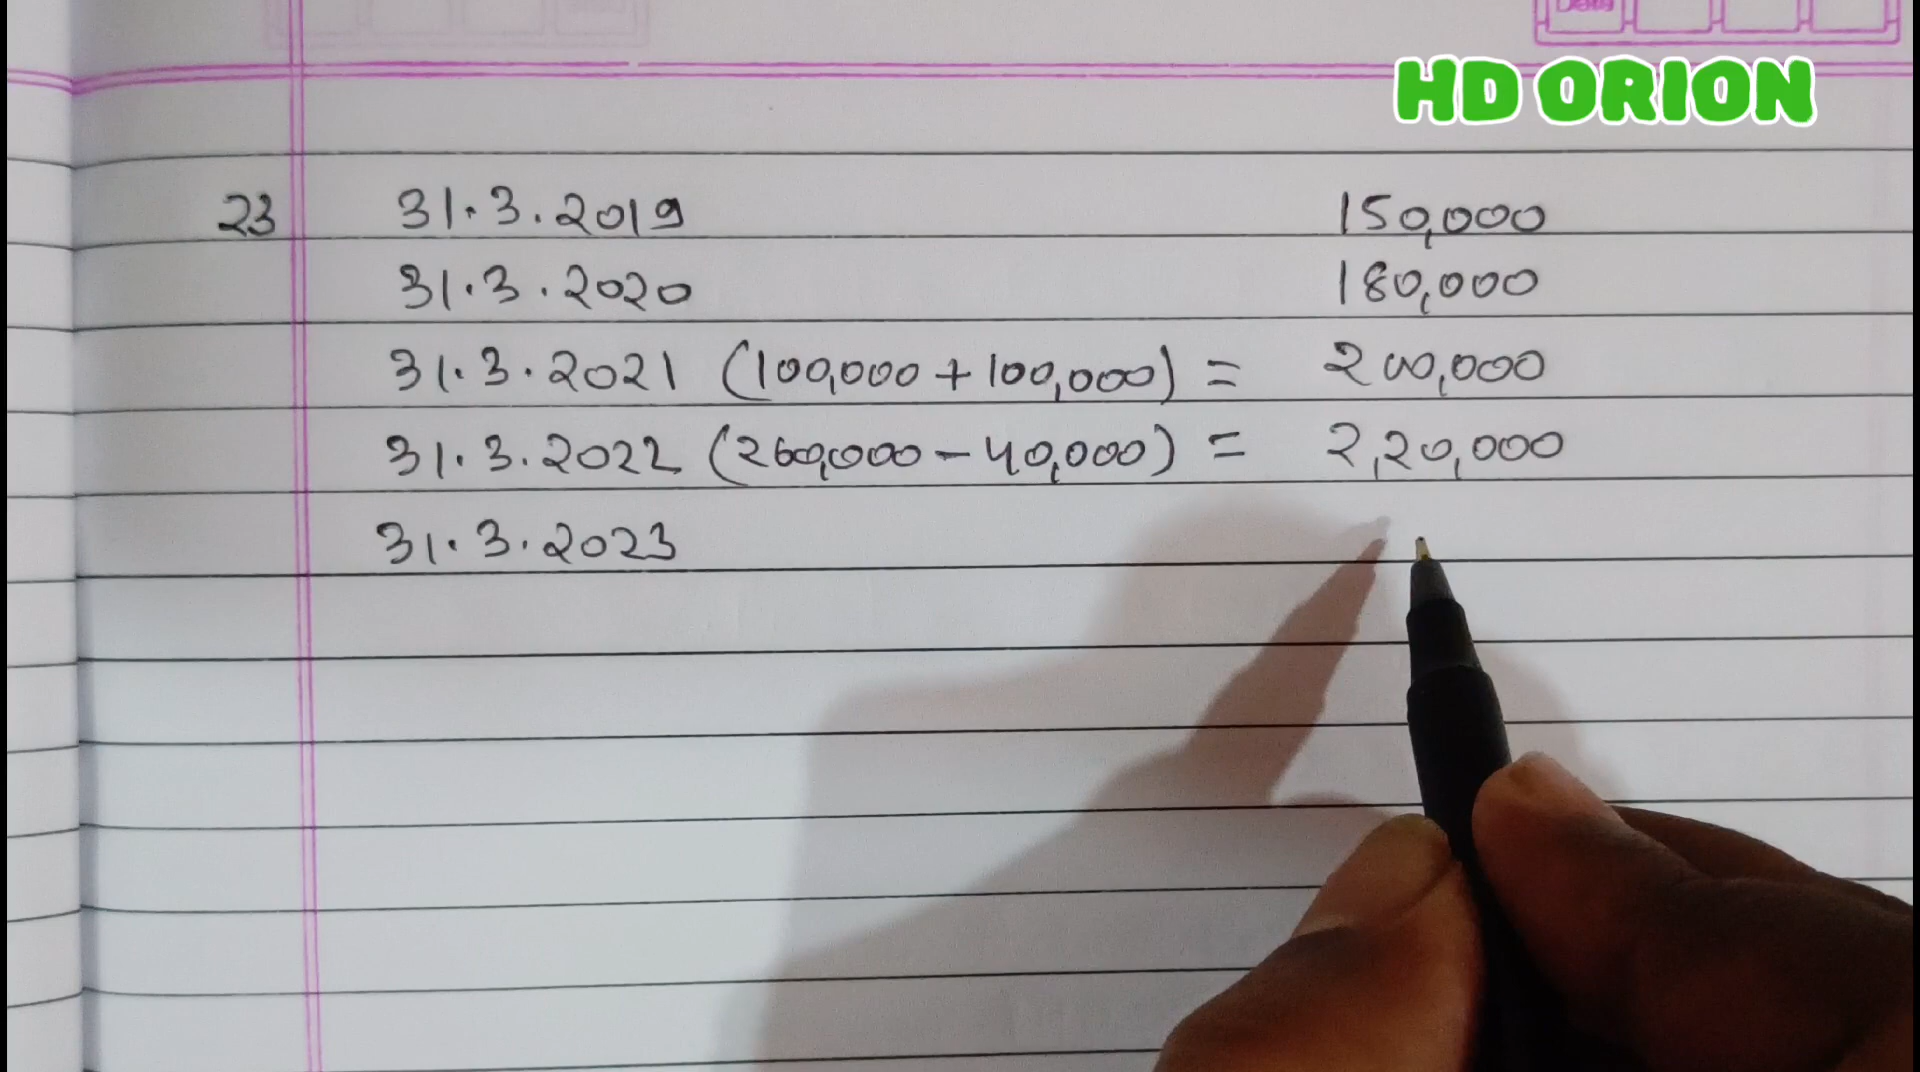 HD ORION
23 31.3.2019 150,000
31.3.2020 180,000
31.3.2021 (100,000 + 100,000) = 200,000
31.3.2022 (260,000 - 40,000) = 2,20,000
31.3.2023